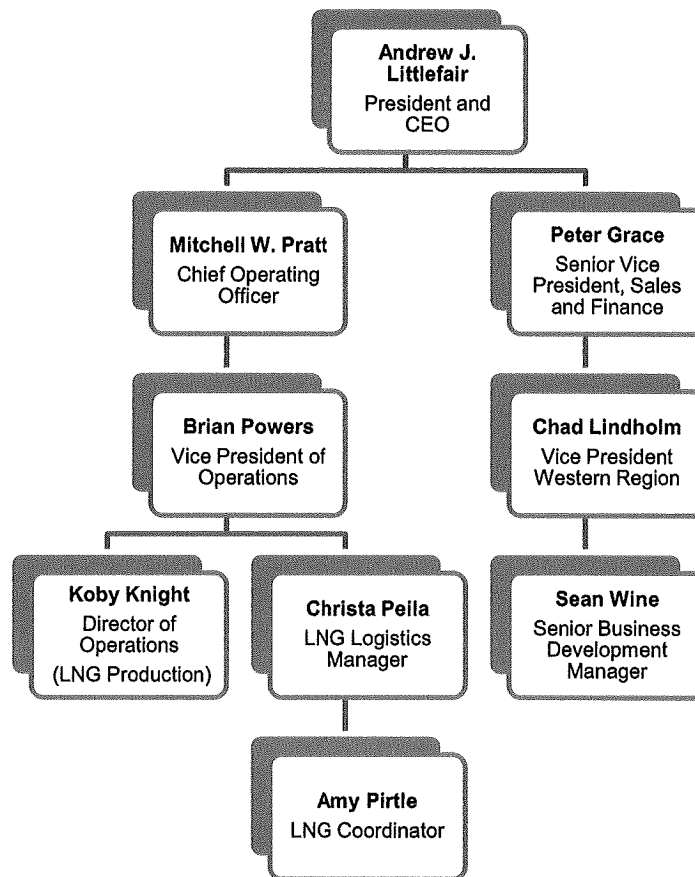 Andrew J.
Littlefair
President and
CEO
Mitchell W. Pratt
Chief Operating
Officer
Peter Grace
Senior Vice
President, Sales
and Finance
Brian Powers
Vice President of
Operations
Chad Lindholm
Vice President
Western Region
Koby Knight
Director of
Operations
(LNG Production)
Christa Peila
LNG Logistics
Manager
Sean Wine
Senior Business
Development
Manager
Amy Pirtle
LNG Coordinator